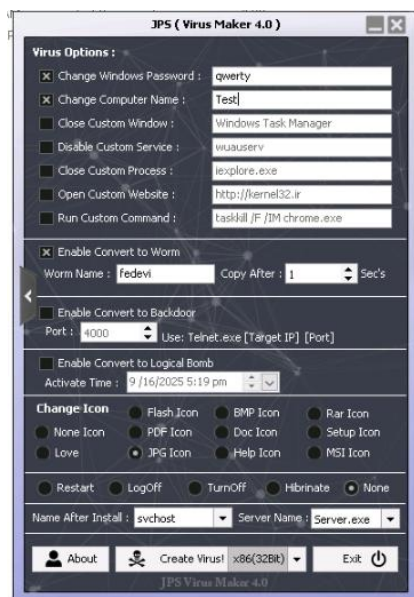 JPS ( Virus Maker 4.0 )
Virus Options :
Change Windows Password : qwerty
Change Computer Name : Test
Close Custom Window : Windows Task Manager
Disable Custom Service : wuauserv
Close Custom Process : iexplore.exe
Open Custom Website : http://kernel32.ir
Run Custom Command : taskkill /F /IM chrome.exe
Enable Convert to Worm
Worm Name : fedevi Copy After : 1 Sec's
Enable Convert to Backdoor
Port : 4000 Use: Telnet.exe [Target IP] [Port]
Enable Convert to Logical Bomb
Activate Time : 9 /16/2025 5:19 pm
Change Icon Flash Icon BMP Icon Rar Icon
None Icon PDF Icon Doc Icon Setup Icon
Love JPG Icon Help Icon MSI Icon
Restart LogOff TurnOff Hibrinate None
Name After Install : svchost Server Name : Server.exe
About Create Virus! x86(32Bit) Exit
JPS Virus Maker 4.0